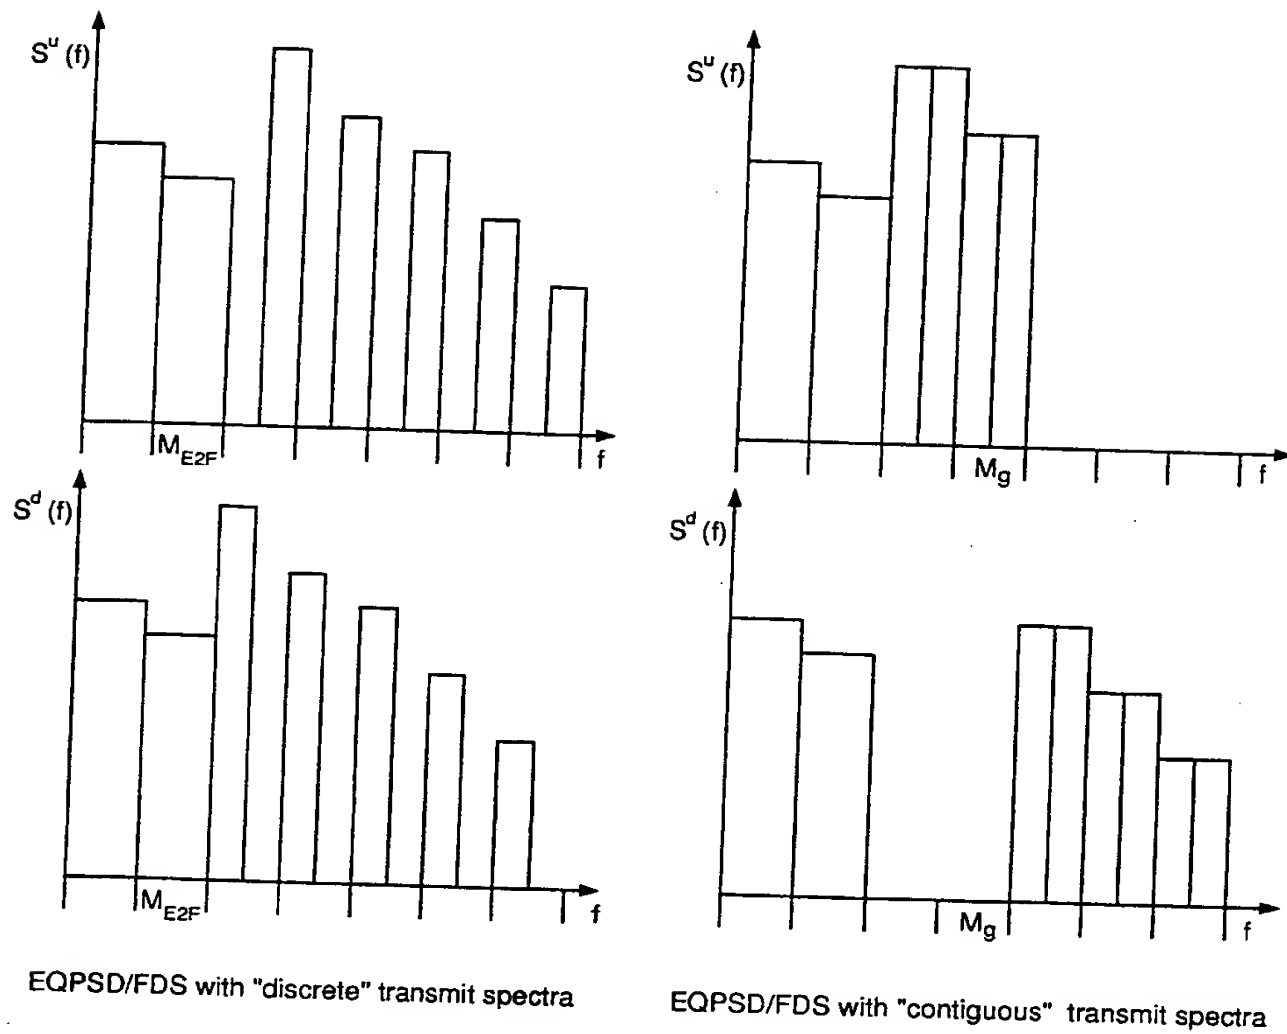 S^u (f)
M_E2F
f
S^d (f)
M_E2F
f
EQPSD/FDS with "discrete" transmit spectra
S^u (f)
M_g
f
S^d (f)
M_g
f
EQPSD/FDS with "contiguous" transmit spectra